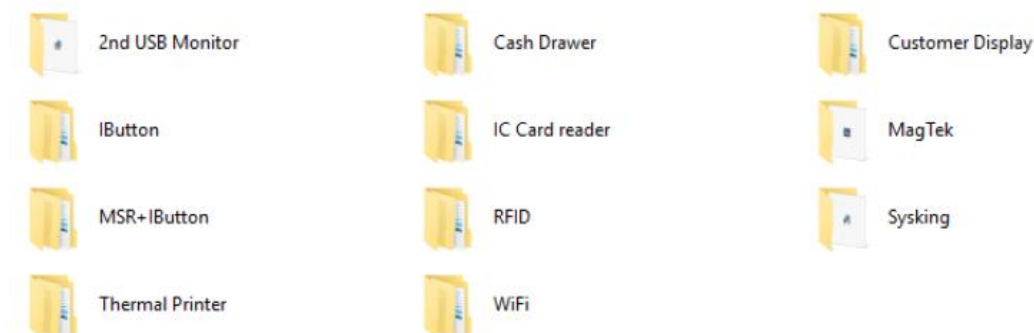 2nd USB Monitor
Cash Drawer
Customer Display
IButton
IC Card reader
MagTek
MSR+IButton
RFID
Sysking
Thermal Printer
WiFi